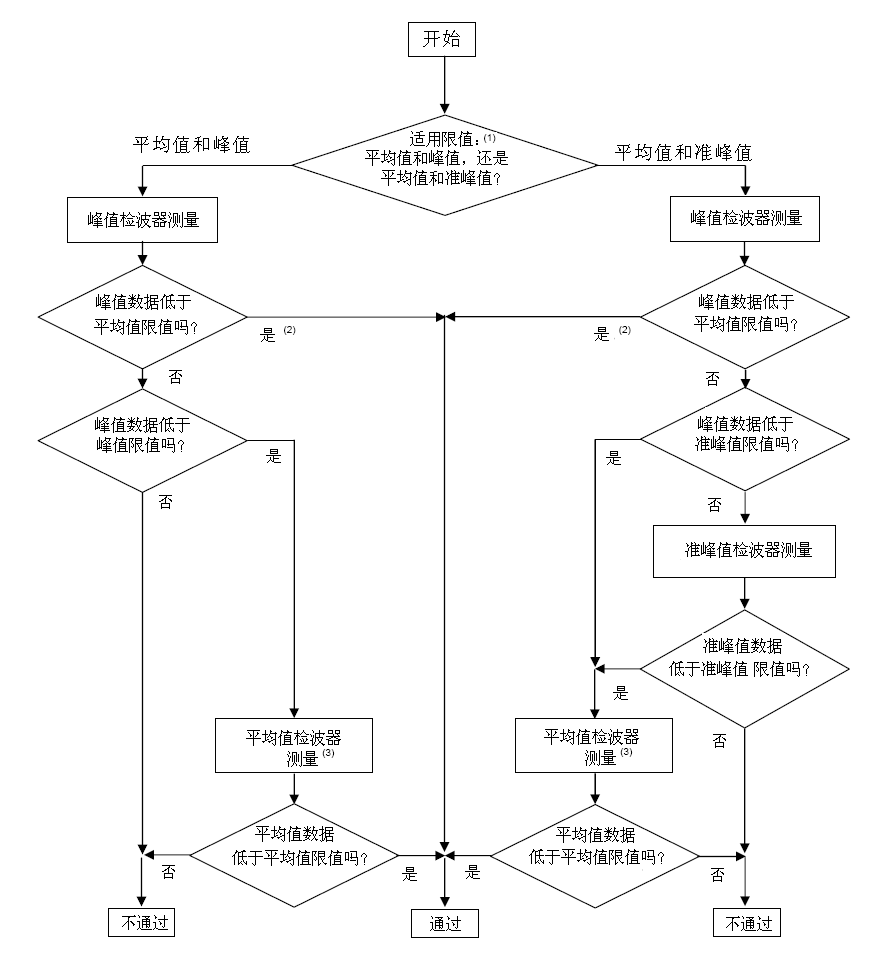 开始
适用限值：(1)
平均值和峰值，还是
平均值和准峰值？
平均值和峰值
平均值和准峰值
峰值检波器测量
峰值检波器测量
峰值数据低于
平均值限值吗？
是 (2)
是 (2)
峰值数据低于
平均值限值吗？
否
否
峰值数据低于
峰值限值吗？
是
否
峰值数据低于
准峰值限值吗？
是
否
准峰值检波器测量
准峰值数据
低于准峰值 限值吗？
是
否
平均值检波器
测量 (3)
平均值检波器
测量 (3)
平均值数据
低于平均值限值吗？
否
是
平均值数据
低于平均值限值吗？
是
否
不通过
通过
不通过